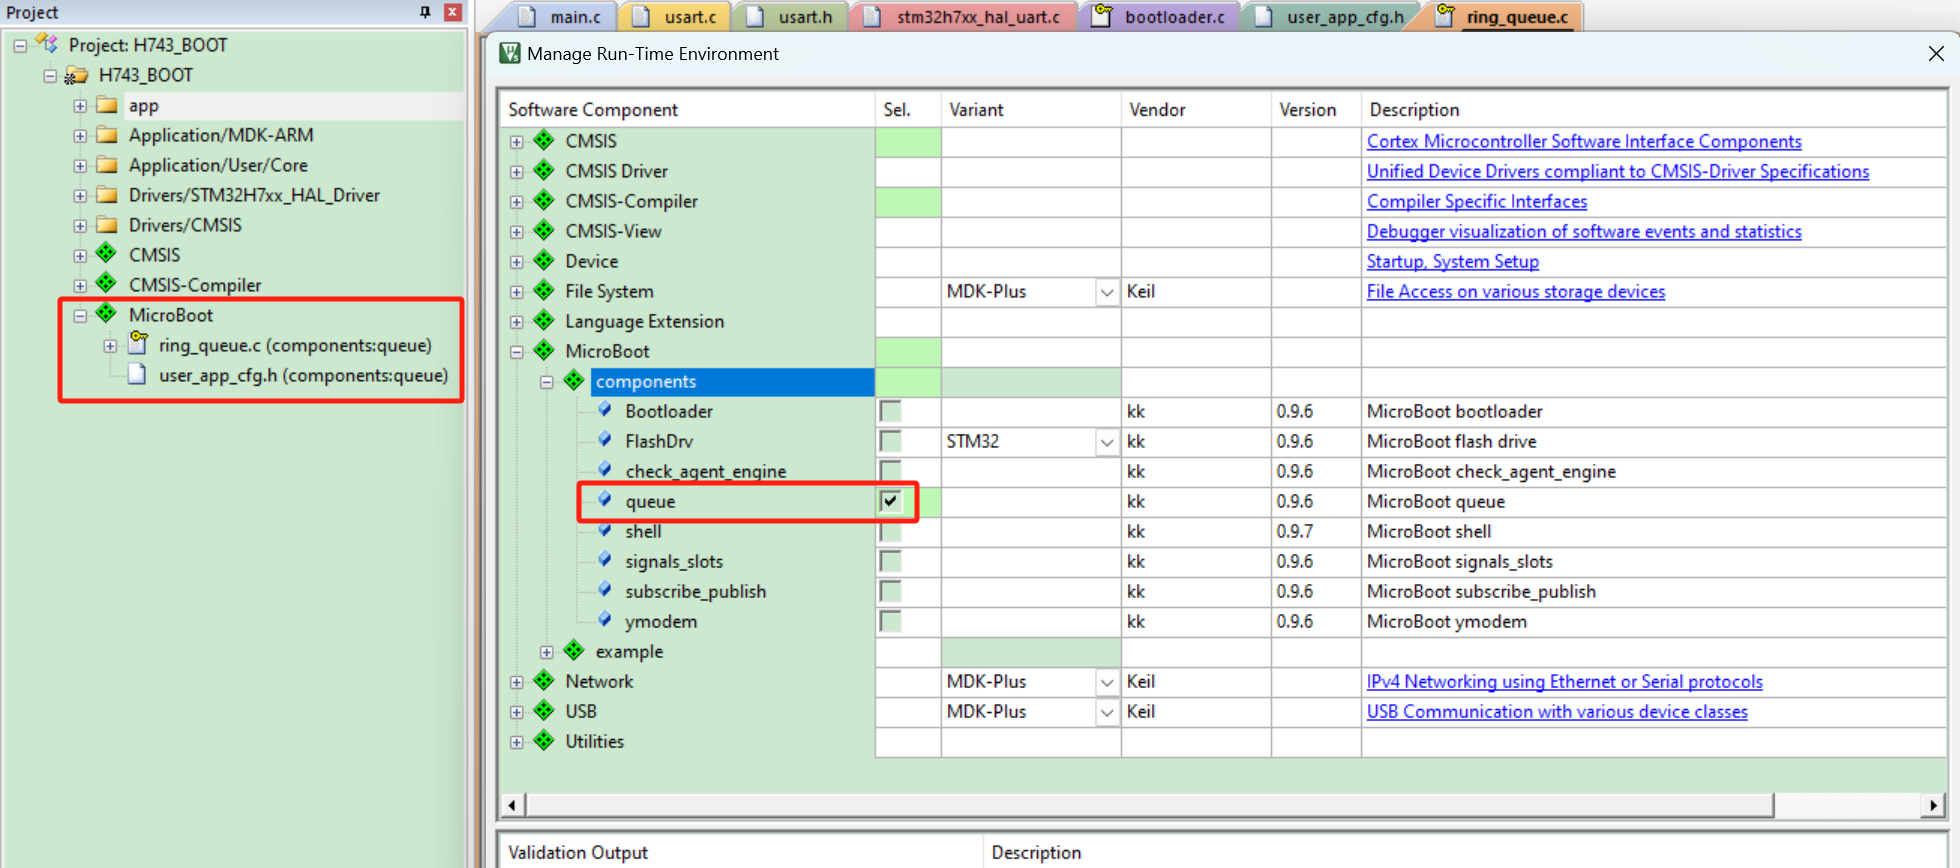 Project
Project: H743_BOOT
H743_BOOT
app
Application/MDK-ARM
Application/User/Core
Drivers/STM32H7xx_HAL_Driver
Drivers/CMSIS
CMSIS
CMSIS-Compiler
MicroBoot
ring_queue.c (components:queue)
user_app_cfg.h (components:queue)
main.c usart.c usart.h stm32h7xx_hal_uart.c bootloader.c user_app_cfg.h ring_queue.c
Manage Run-Time Environment
Software Component Sel. Variant Vendor Version Description
CMSIS Cortex Microcontroller Software Interface Components
CMSIS Driver Unified Device Drivers compliant to CMSIS-Driver Specifications
CMSIS-Compiler Compiler Specific Interfaces
CMSIS-View Debugger visualization of software events and statistics
Device Startup, System Setup
File System MDK-Plus Keil File Access on various storage devices
Language Extension
MicroBoot
components
Bootloader kk 0.9.6 MicroBoot bootloader
FlashDrv STM32 kk 0.9.6 MicroBoot flash drive
check_agent_engine kk 0.9.6 MicroBoot check_agent_engine
queue kk 0.9.6 MicroBoot queue
shell kk 0.9.7 MicroBoot shell
signals_slots kk 0.9.6 MicroBoot signals_slots
subscribe_publish kk 0.9.6 MicroBoot subscribe_publish
ymodem kk 0.9.6 MicroBoot ymodem
example
Network MDK-Plus Keil IPv4 Networking using Ethernet or Serial protocols
USB MDK-Plus Keil USB Communication with various device classes
Utilities
Validation Output Description